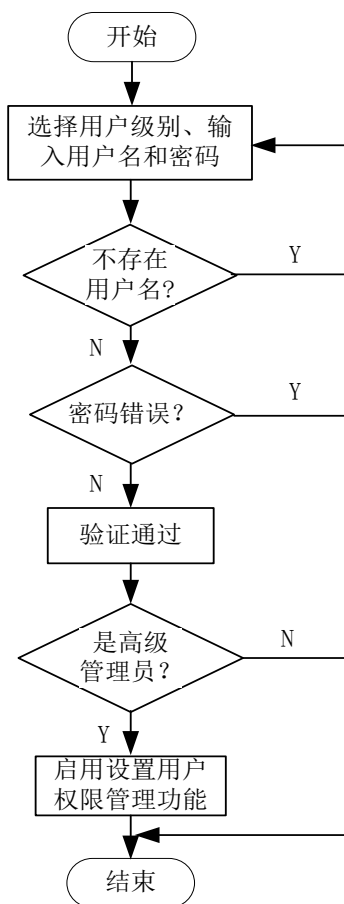 开始
选择用户级别、输
入用户名和密码
不存在
用户名?
Y
N
密码错误？
Y
N
验证通过
是高级
管理员？
N
Y
启用设置用户
权限管理功能
结束